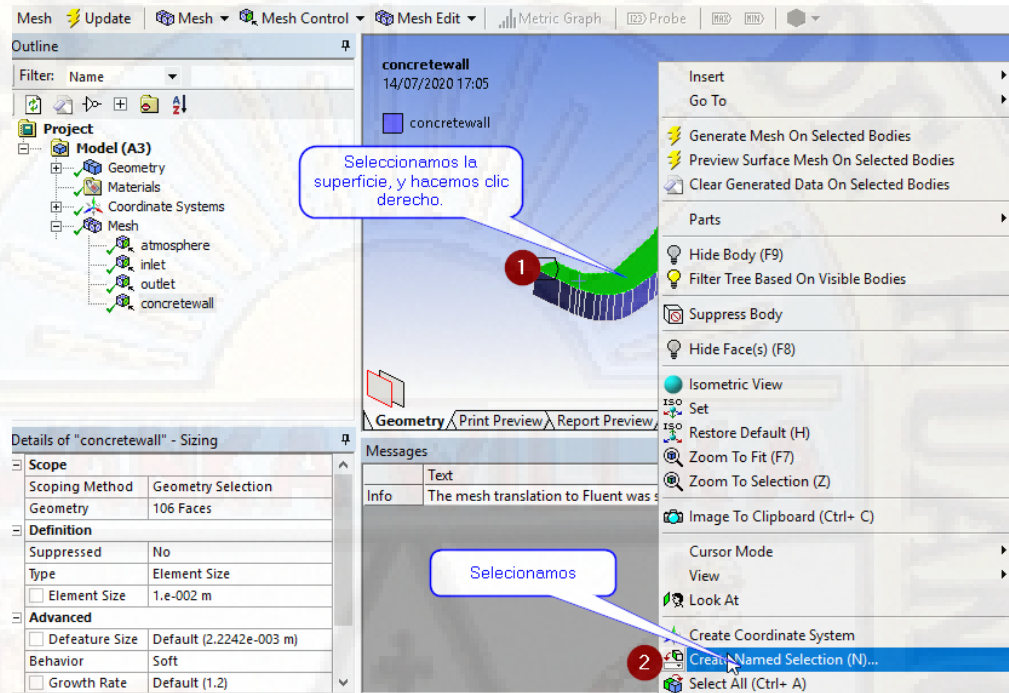 Mesh Update Mesh Mesh Control Mesh Edit Metric Graph Probe MAX MIN
Outline
Filter: Name
Project
Model (A3)
Geometry
Materials
Coordinate Systems
Mesh
atmosphere
inlet
outlet
concretewall
concretewall
14/07/2020 17:05
concretewall
Seleccionamos la
superficie, y hacemos clic
derecho.
1
Geometry Print Preview Report Preview
Insert
Go To
Generate Mesh On Selected Bodies
Preview Surface Mesh On Selected Bodies
Clear Generated Data On Selected Bodies
Parts
Hide Body (F9)
Filter Tree Based On Visible Bodies
Suppress Body
Hide Face(s) (F8)
Isometric View
ISO Set
ISO Restore Default (H)
Zoom To Fit (F7)
Zoom To Selection (Z)
Image To Clipboard (Ctrl+ C)
Cursor Mode
View
Look At
Create Coordinate System
2 Create Named Selection (N)...
Select All (Ctrl+ A)
Details of "concretewall" - Sizing
Scope
Scoping Method Geometry Selection
Geometry 106 Faces
Definition
Suppressed No
Type Element Size
Element Size 1.e-002 m
Advanced
Defeature Size Default (2.2242e-003 m)
Behavior Soft
Growth Rate Default (1.2)
Messages
Text
Info The mesh translation to Fluent was s
Selecionamos